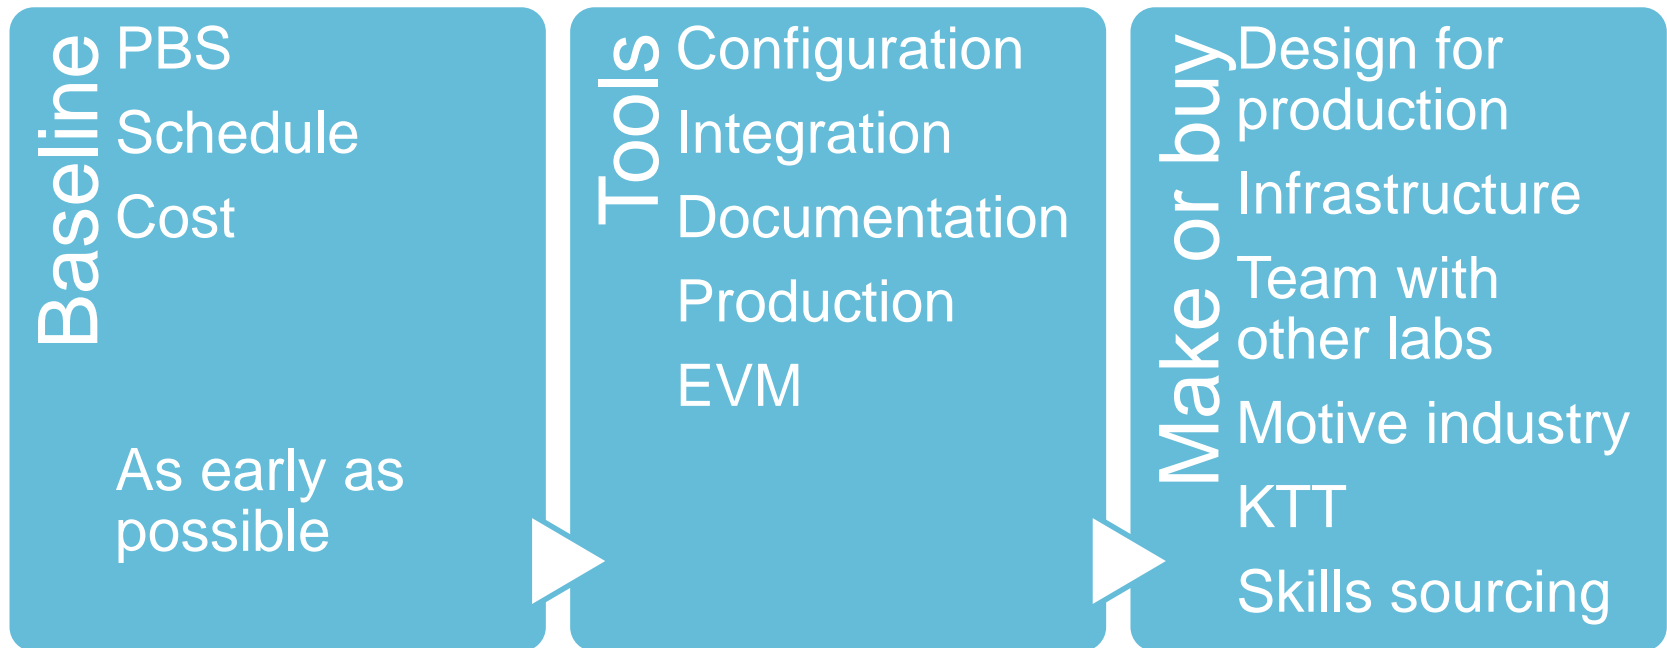 Baseline
PBS
Schedule
Cost
As early as
possible
Tools
Configuration
Integration
Documentation
Production
EVM
Make or buy
Design for
production
Infrastructure
Team with
other labs
Motive industry
KTT
Skills sourcing